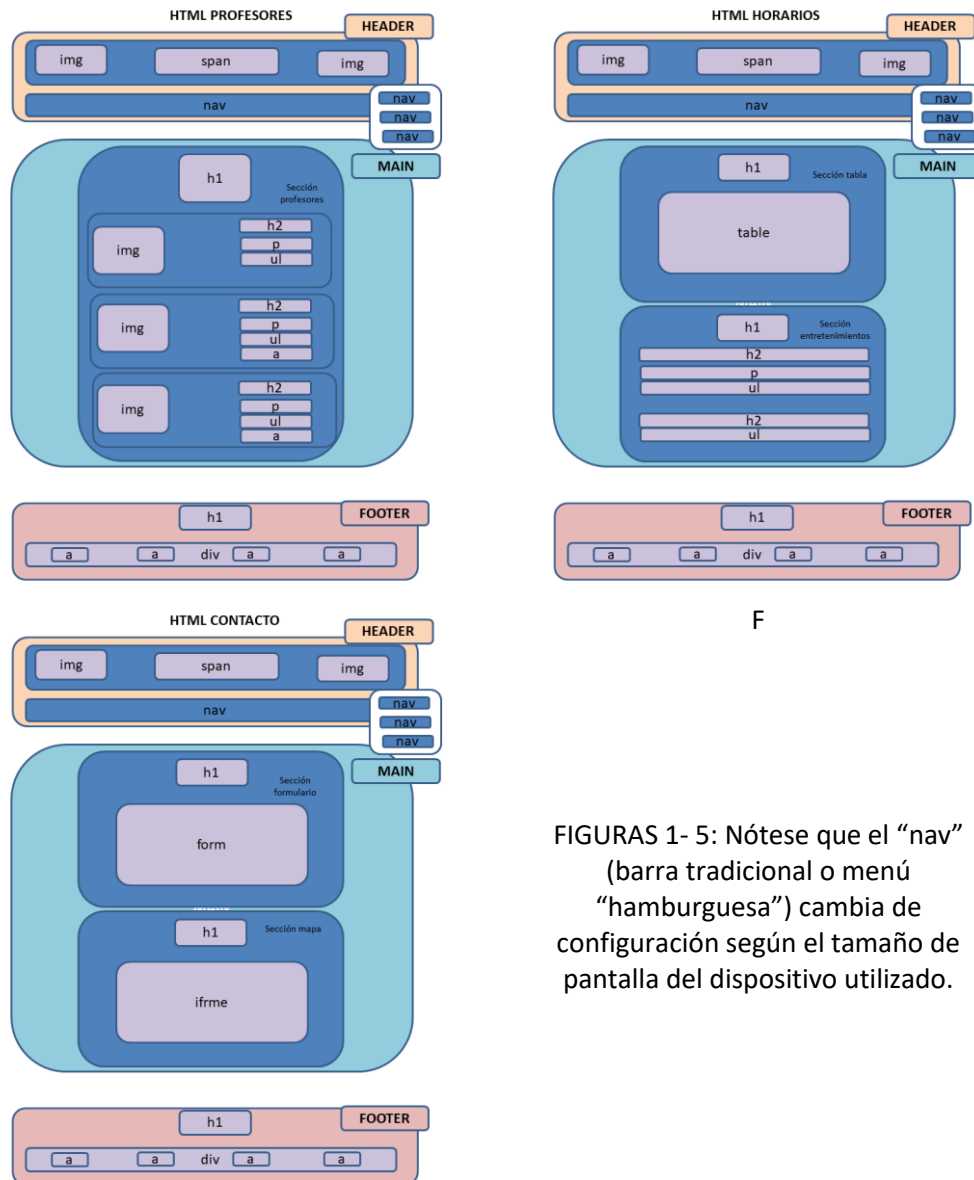 HTML PROFESORES
HEADER
img
span
img
nav
nav
nav
nav
MAIN
h1
Sección
profesores
img
h2
p
ul
img
h2
p
ul
a
img
h2
p
ul
a
FOOTER
h1
a
a
div
a
a
HTML HORARIOS
HEADER
img
span
img
nav
nav
nav
nav
MAIN
h1
Sección tabla
table
h1
Sección
entretenimientos
h2
p
ul
h2
ul
FOOTER
h1
a
a
div
a
a
F
HTML CONTACTO
HEADER
img
span
img
nav
nav
nav
nav
MAIN
h1
Sección
formulario
form
h1
Sección mapa
ifrme
FOOTER
h1
a
a
div
a
a
FIGURAS 1- 5: Nótese que el “nav”
(barra tradicional o menú
“hamburguesa”) cambia de
configuración según el tamaño de
pantalla del dispositivo utilizado.